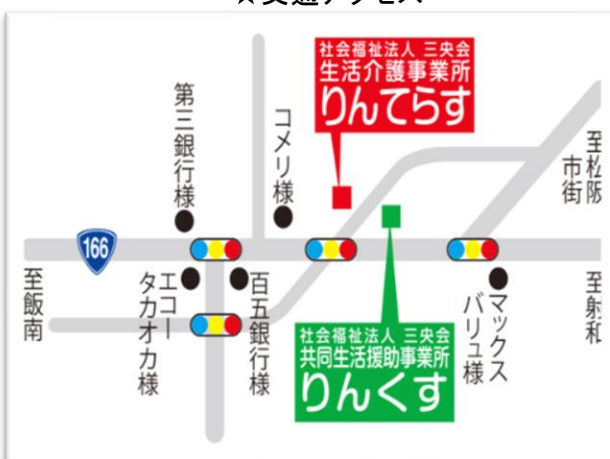 ☆交通アクセス
社会福祉法人 三央会
生活介護事業所
りんてらす
第三銀行様
コメリ様
至松阪
市街
166
至飯南
エコー
タカオカ様
百五銀行様
マックス
バリュ様
至射和
社会福祉法人 三央会
共同生活援助事業所
りんくす